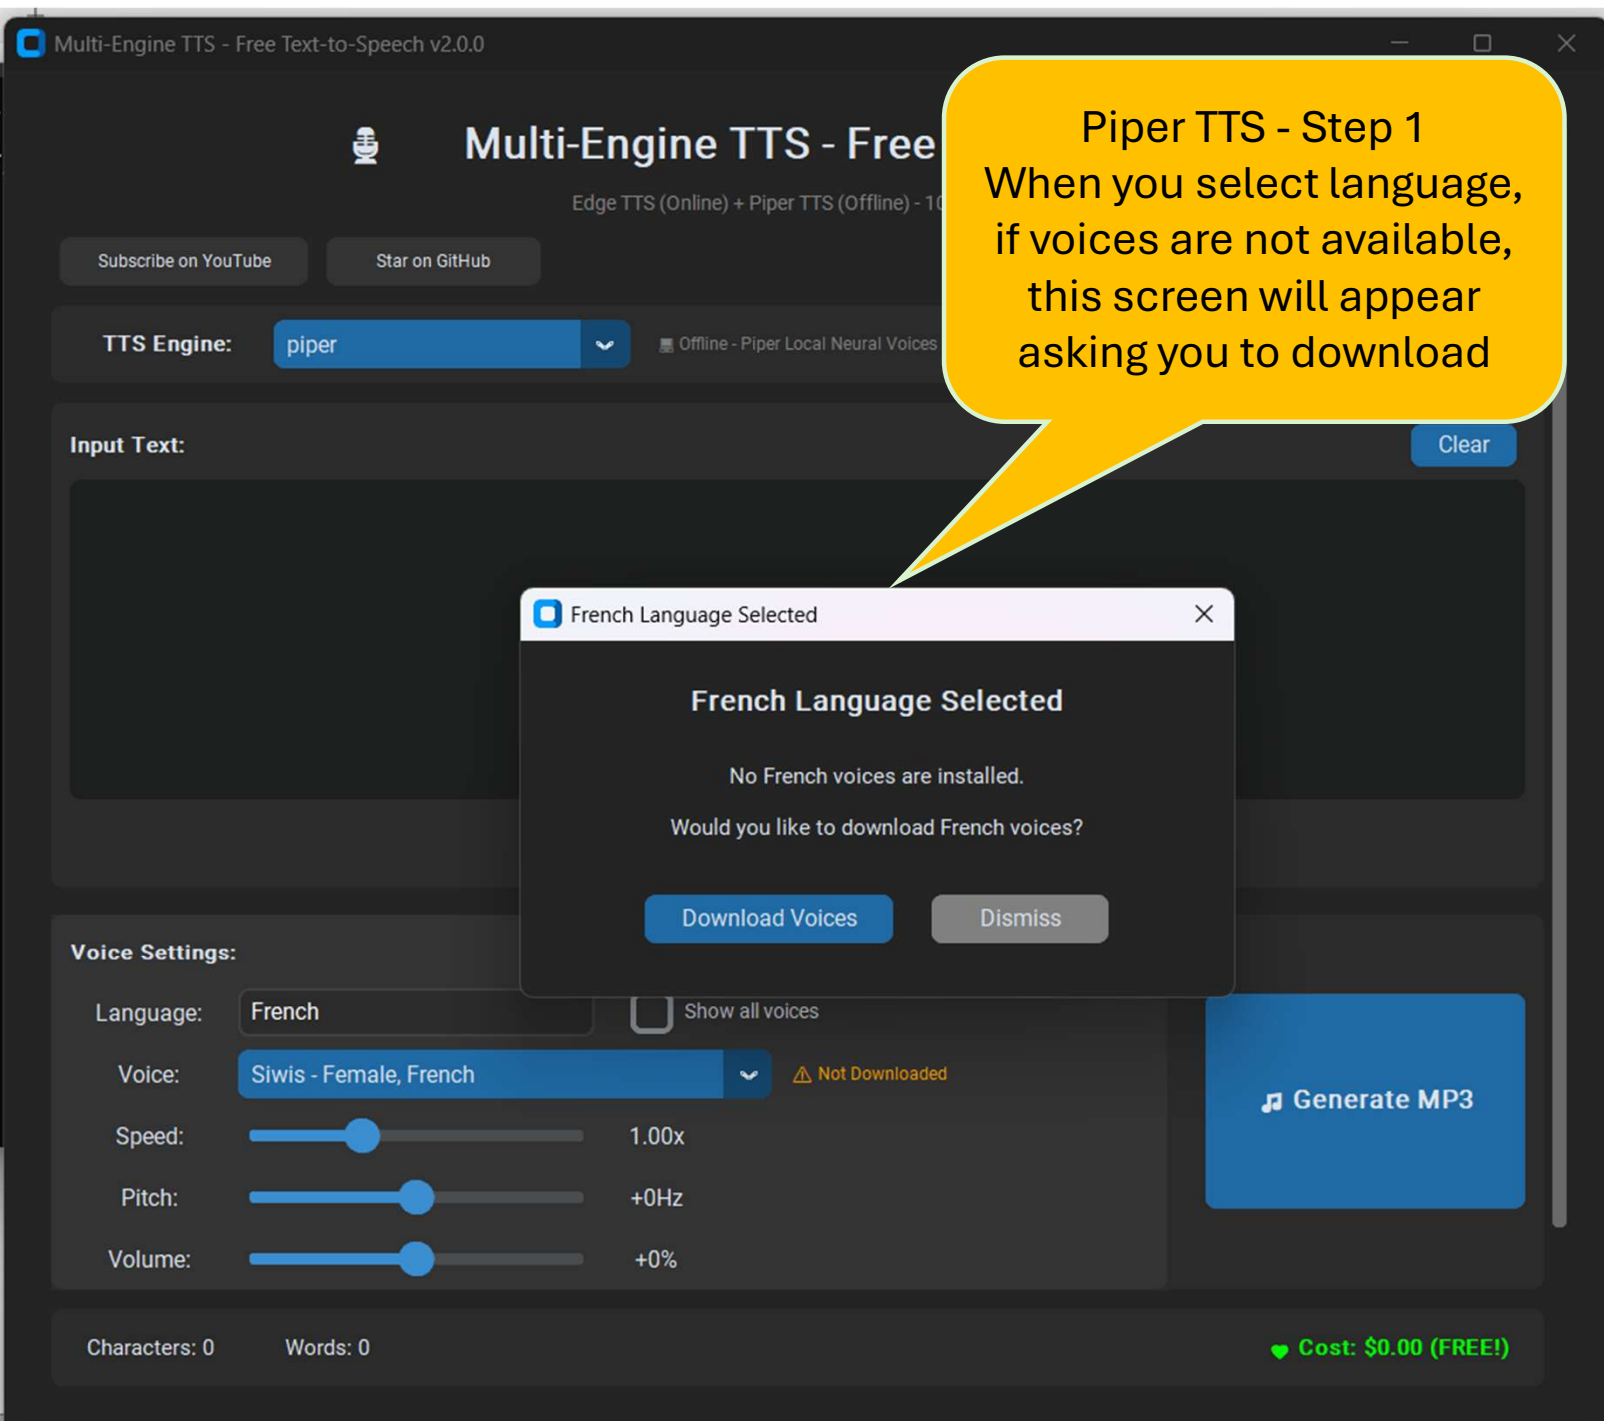 Multi-Engine TTS - Free Text-to-Speech v2.0.0
Multi-Engine TTS - Free
Edge TTS (Online) + Piper TTS (Offline) - 10
Piper TTS - Step 1
When you select language,
if voices are not available,
this screen will appear
asking you to download
Subscribe on YouTube
Star on GitHub
TTS Engine:
piper
Offline - Piper Local Neural Voices
Input Text:
Clear
French Language Selected
French Language Selected
No French voices are installed.
Would you like to download French voices?
Download Voices
Dismiss
Voice Settings:
Language:
French
Show all voices
Voice:
Siwis - Female, French
⚠ Not Downloaded
Speed:
1.00x
Pitch:
+0Hz
Volume:
+0%
Generate MP3
Characters: 0
Words: 0
Cost: $0.00 (FREE!)